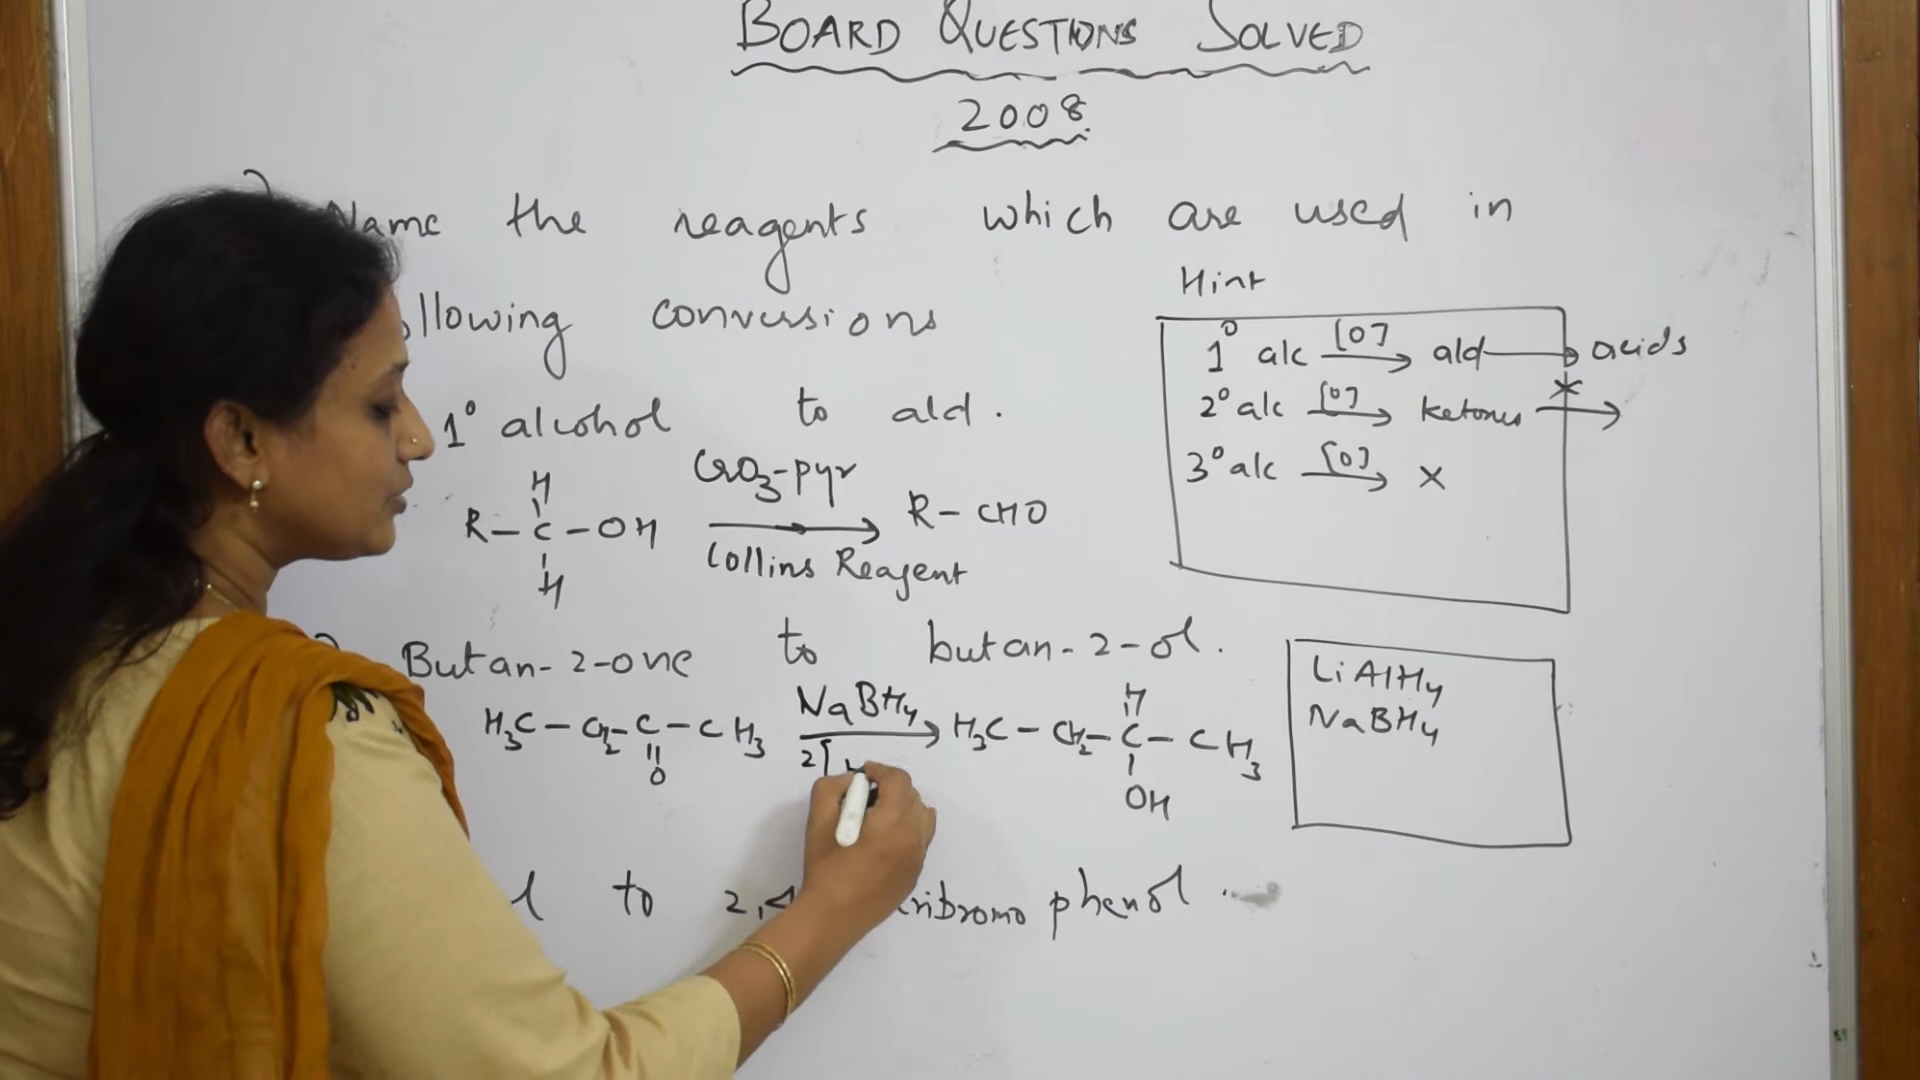 BOARD QUESTIONS SOLVED
2008
Name the reagents which are used in
llowing conversions
Hint
1° alc [O] → ald → acids
2° alc [O] → ketones ×→
3° alc [O] → ×
1° alcohol to ald.
CrO3-pyr
H
R-C-OH → R-CHO
H
Collins Reagent
Butan-2-one to butan-2-ol.
NaBH4
H
H3C-CH2-C-CH3 → H3C-CH2-C-CH3
O
2[H
OH
LiAlH4
NaBH4
l to 2,4 tribromo phenol.